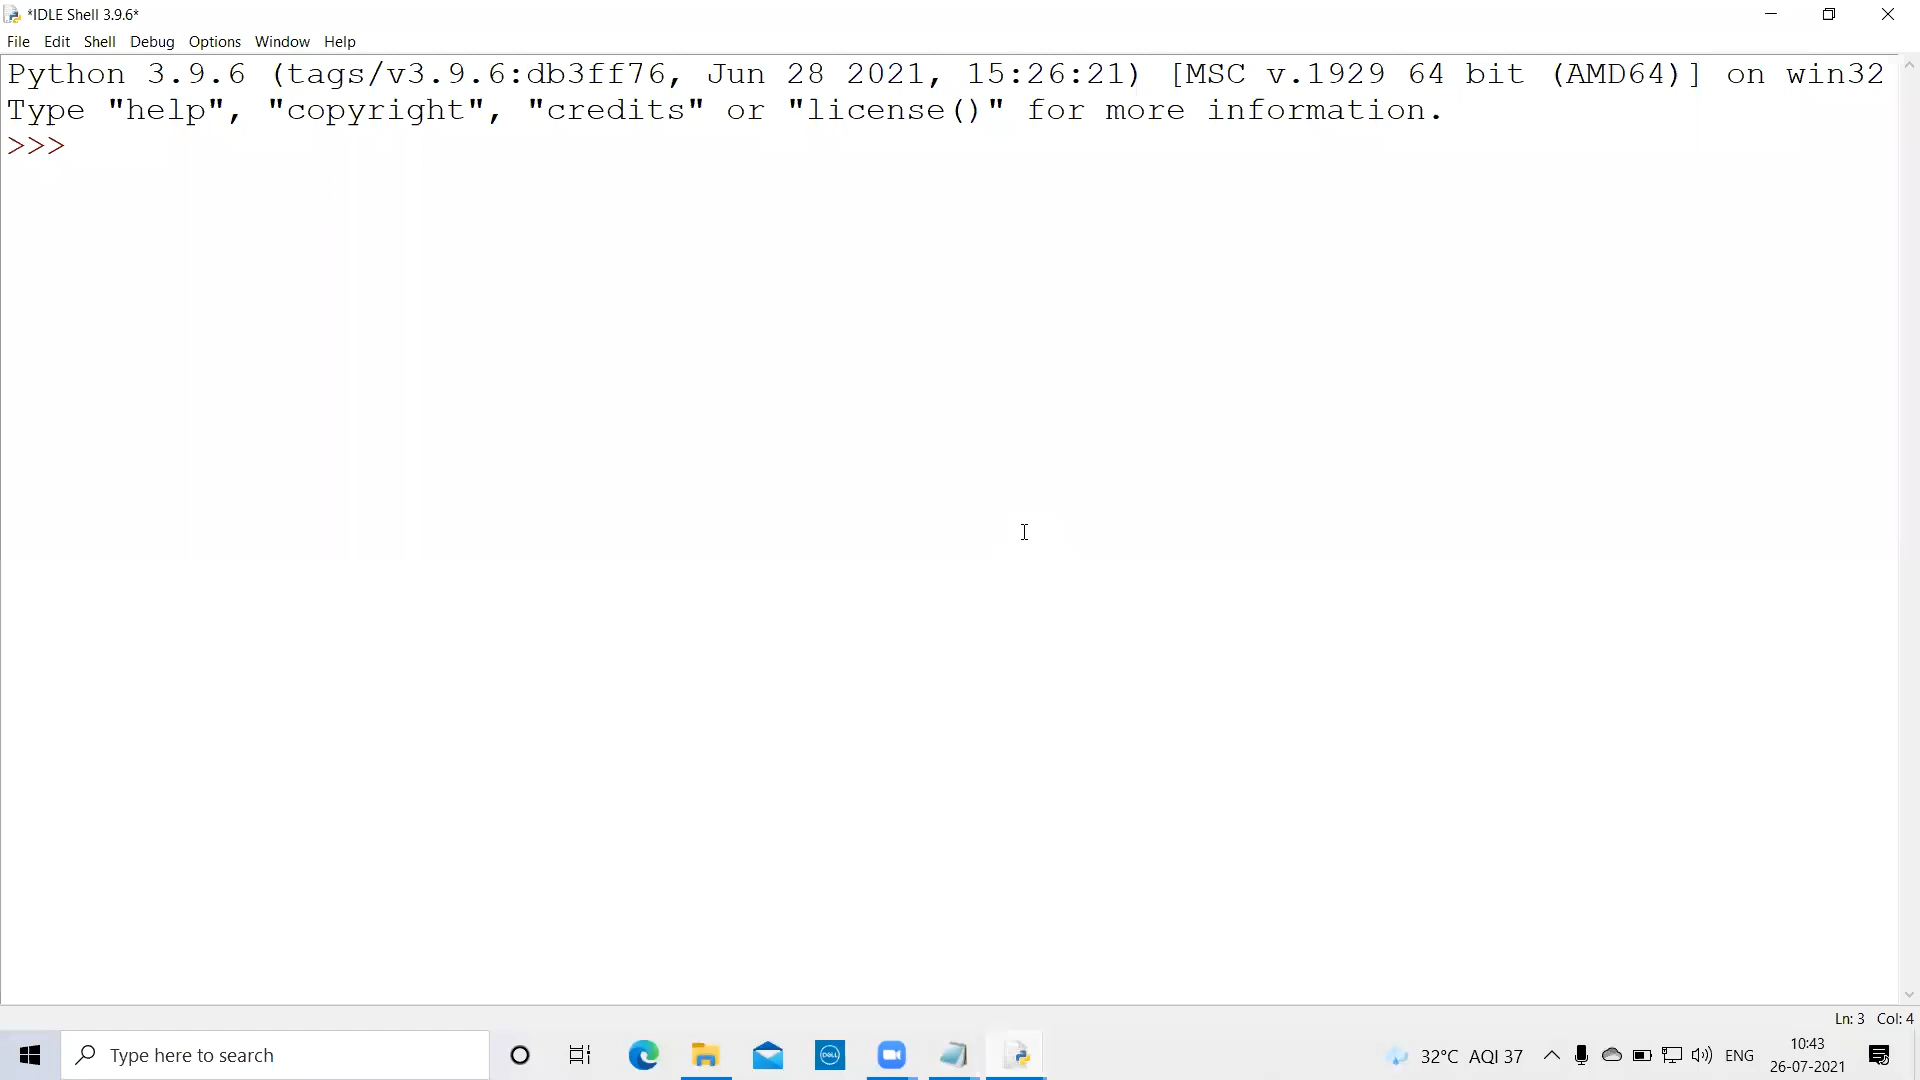 *IDLE Shell 3.9.6*
File Edit Shell Debug Options Window Help
Python 3.9.6 (tags/v3.9.6:db3ff76, Jun 28 2021, 15:26:21) [MSC v.1929 64 bit (AMD64)] on win32
Type "help", "copyright", "credits" or "license()" for more information.
>>>
Ln: 3 Col: 4
Type here to search
DELL
32°C AQI 37
ENG
10:43
26-07-2021